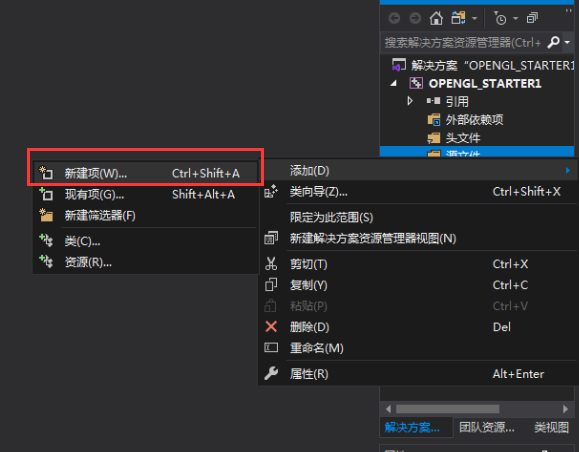 搜索解决方案资源管理器(Ctrl+
解决方案 "OPENGL_STARTER1
OPENGL_STARTER1
引用
外部依赖项
头文件
源文件
新建项(W)... Ctrl+Shift+A
现有项(G)... Shift+Alt+A
新建筛选器(F)
类(C)...
资源(R)...
添加(D)
类向导(Z)... Ctrl+Shift+X
限定为此范围(S)
新建解决方案资源管理器视图(N)
剪切(T) Ctrl+X
复制(Y) Ctrl+C
粘贴(P) Ctrl+V
删除(D) Del
重命名(M)
属性(R) Alt+Enter
解决方案... 团队资源... 类视图